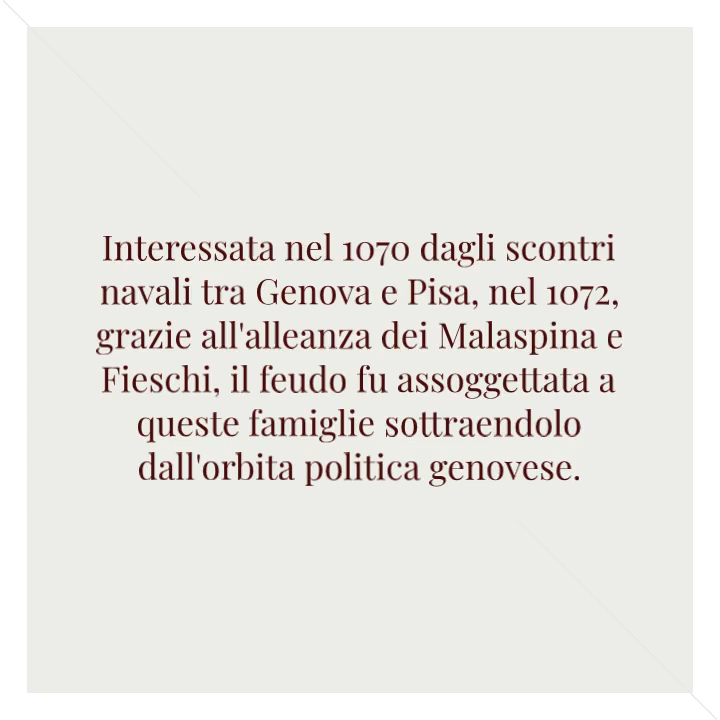 Interessata nel 1070 dagli scontri
navali tra Genova e Pisa, nel 1072,
grazie all'alleanza dei Malaspina e
Fieschi, il feudo fu assoggettata a
queste famiglie sottraendolo
dall'orbita politica genovese.